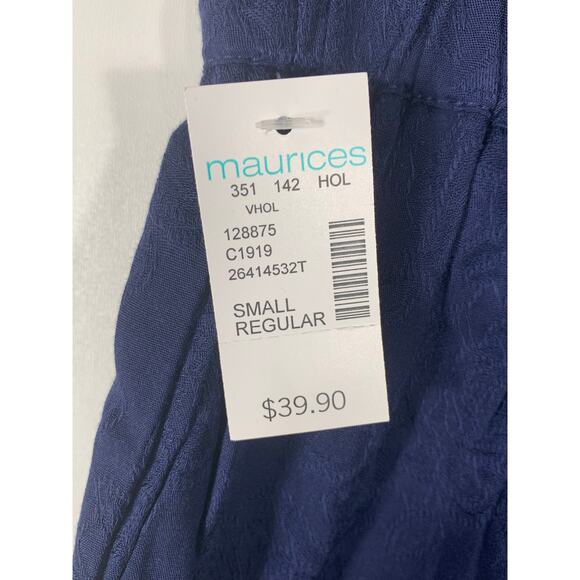 maurices
351 142 HOL
VHOL
128875
C1919
26414532T
SMALL
REGULAR
$39.90